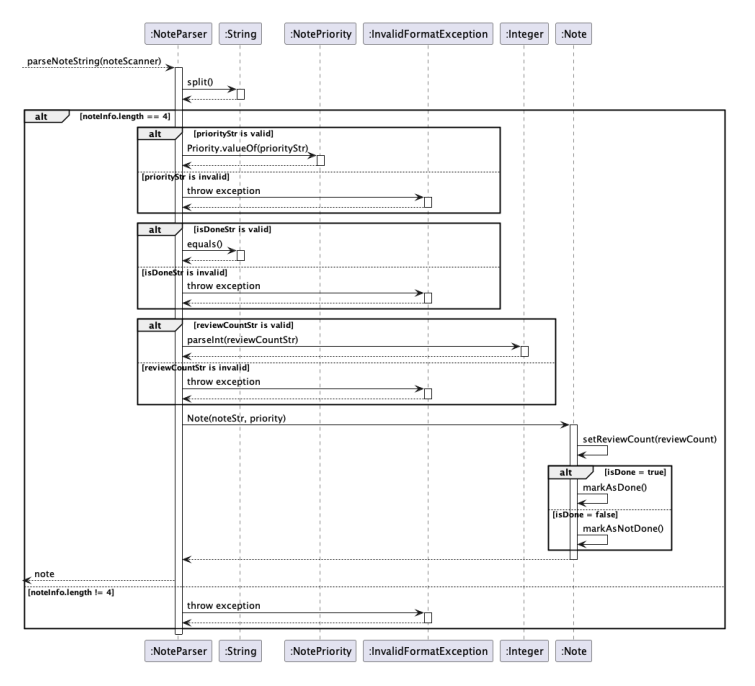 :NoteParser :String :NotePriority :InvalidFormatException :Integer :Note
parseNoteString(noteScanner)
split()
alt [noteInfo.length == 4]
alt [priorityStr is valid]
Priority.valueOf(priorityStr)
[priorityStr is invalid]
throw exception
alt [isDoneStr is valid]
equals()
[isDoneStr is invalid]
throw exception
alt [reviewCountStr is valid]
parseInt(reviewCountStr)
[reviewCountStr is invalid]
throw exception
Note(noteStr, priority)
setReviewCount(reviewCount)
alt [isDone = true]
markAsDone()
[isDone = false]
markAsNotDone()
note
[noteInfo.length != 4]
throw exception
:NoteParser :String :NotePriority :InvalidFormatException :Integer :Note